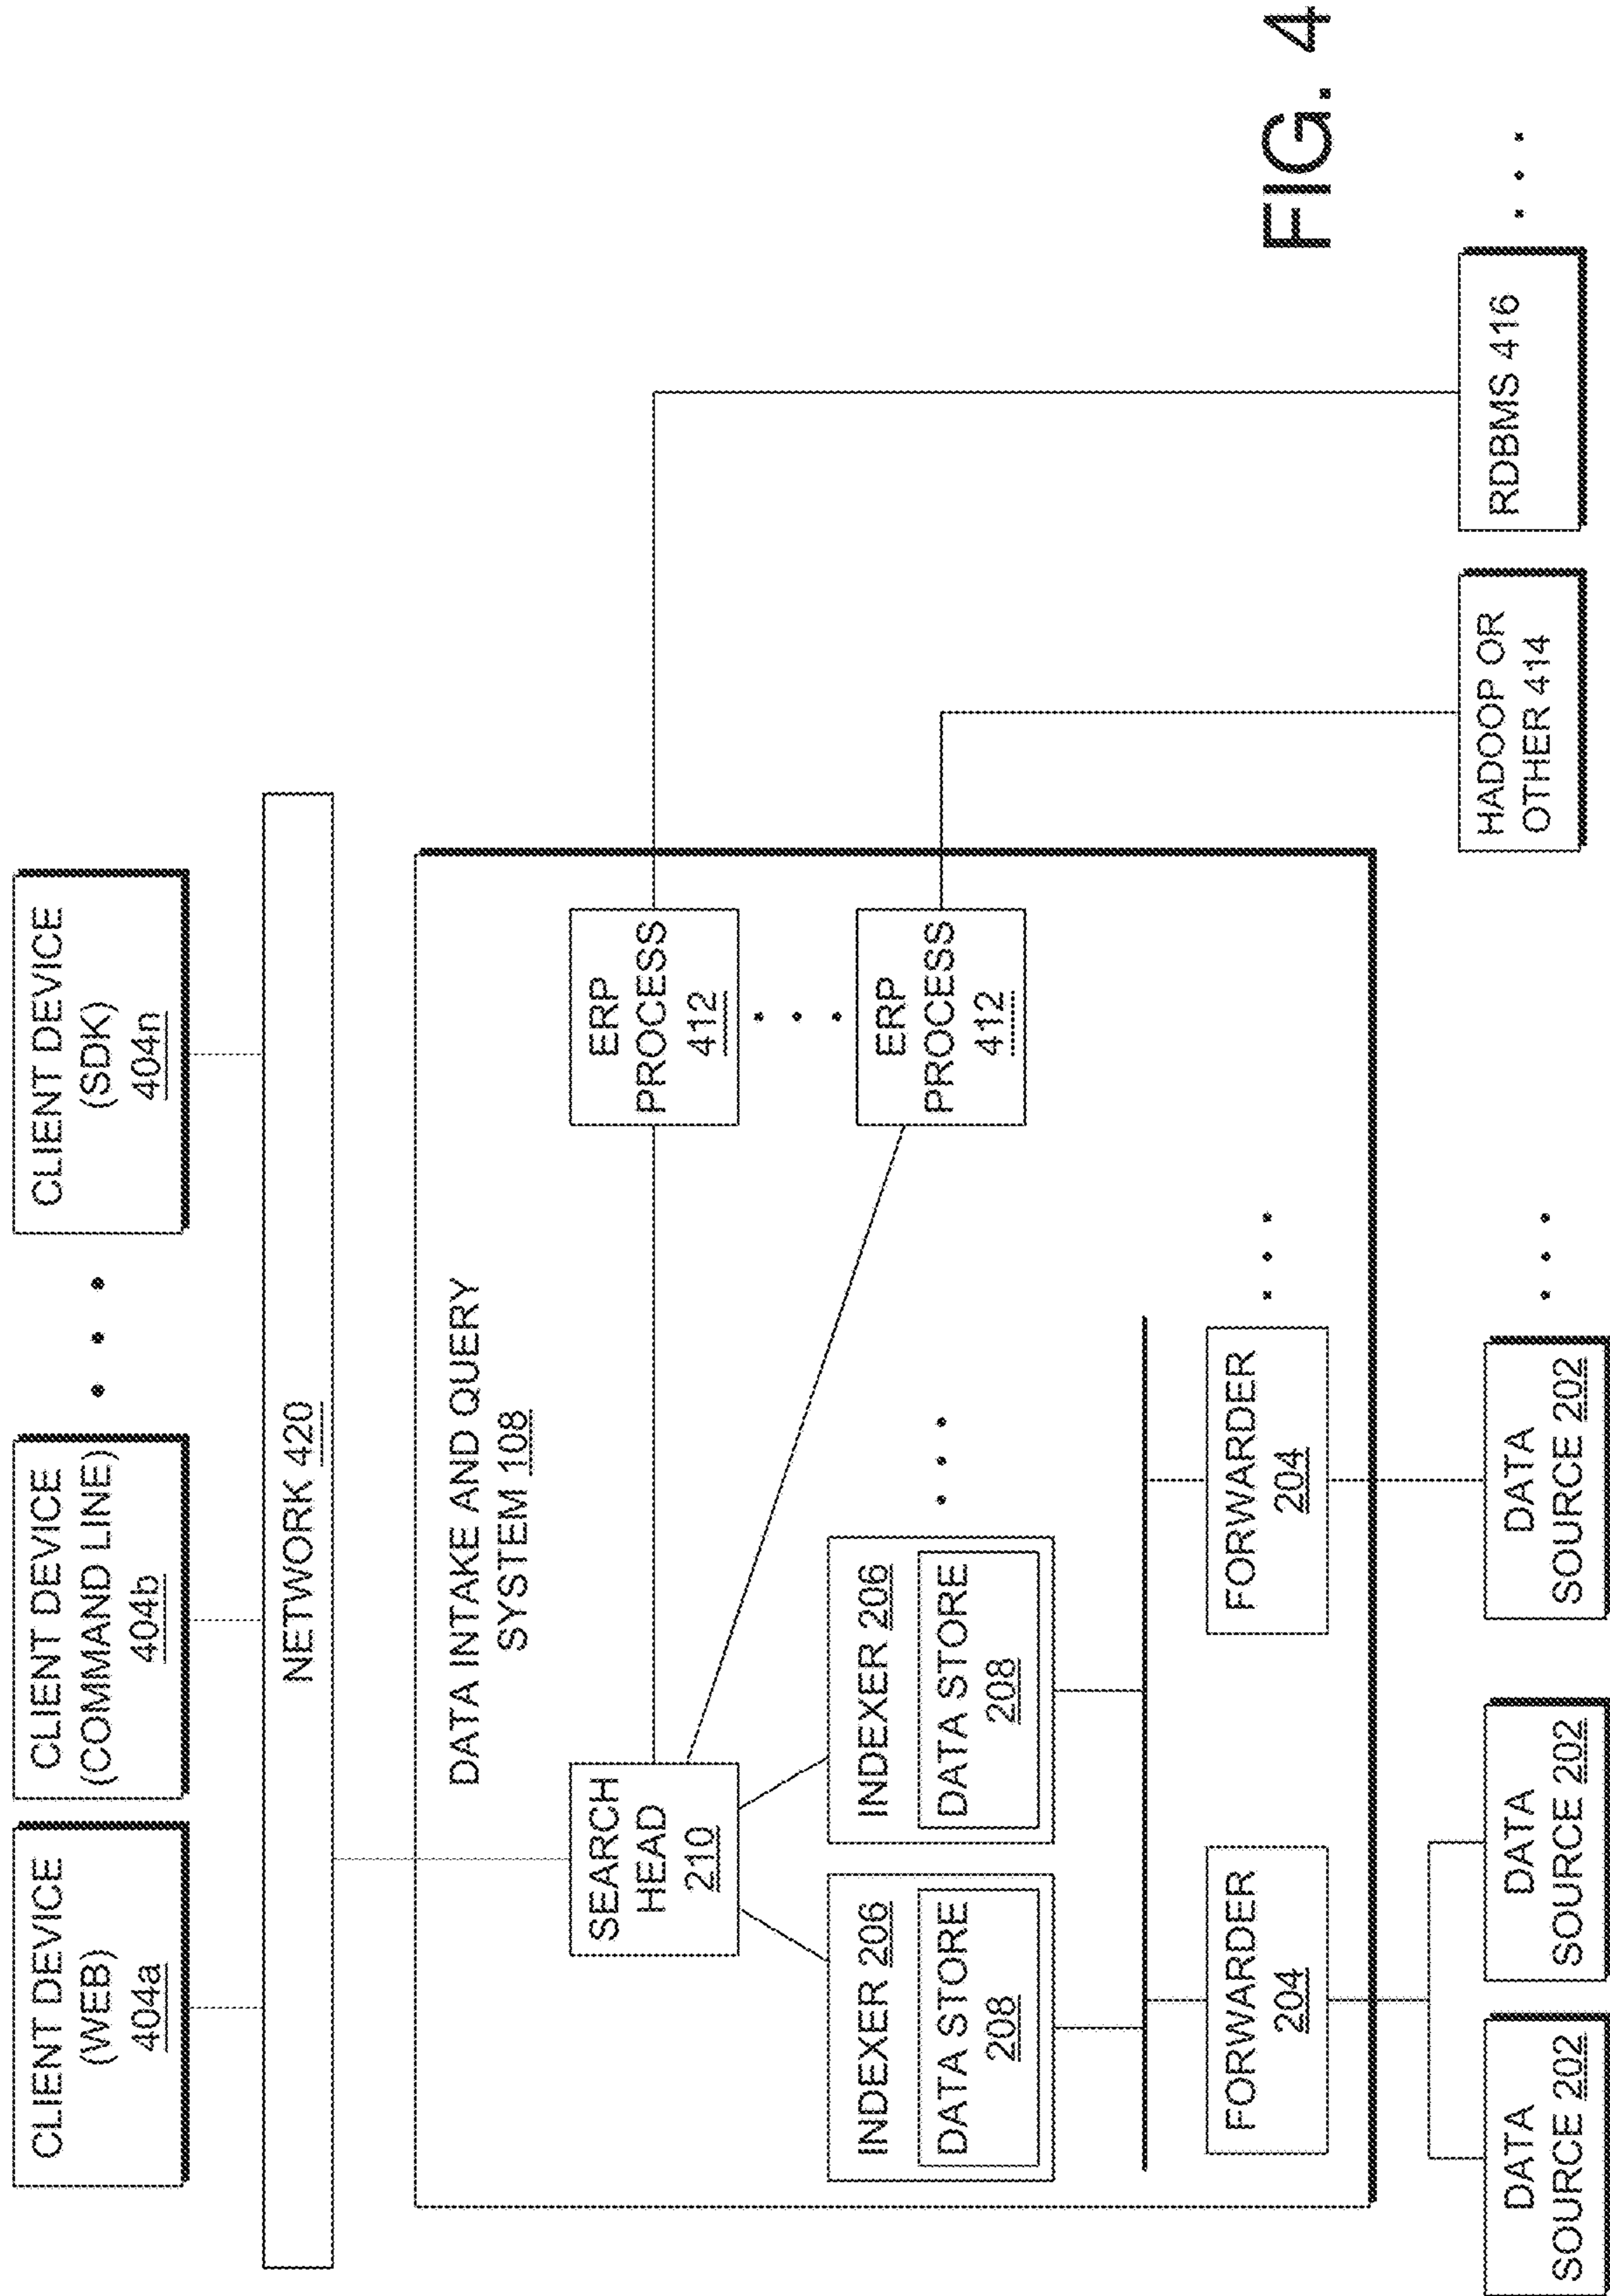 CLIENT DEVICE
(WEB)
404a
CLIENT DEVICE
(COMMAND LINE)
404b
• • •
CLIENT DEVICE
(SDK)
404n
NETWORK 420
DATA INTAKE AND QUERY
SYSTEM 108
SEARCH
HEAD
210
ERP
PROCESS
412
• • •
ERP
PROCESS
412
INDEXER 206
DATA STORE
208
INDEXER 206
DATA STORE
208
• • •
FORWARDER
204
FORWARDER
204
• • •
DATA
SOURCE 202
DATA
SOURCE 202
DATA
SOURCE 202
• • •
HADOOP OR
OTHER 414
RDBMS 416
• • •
FIG. 4